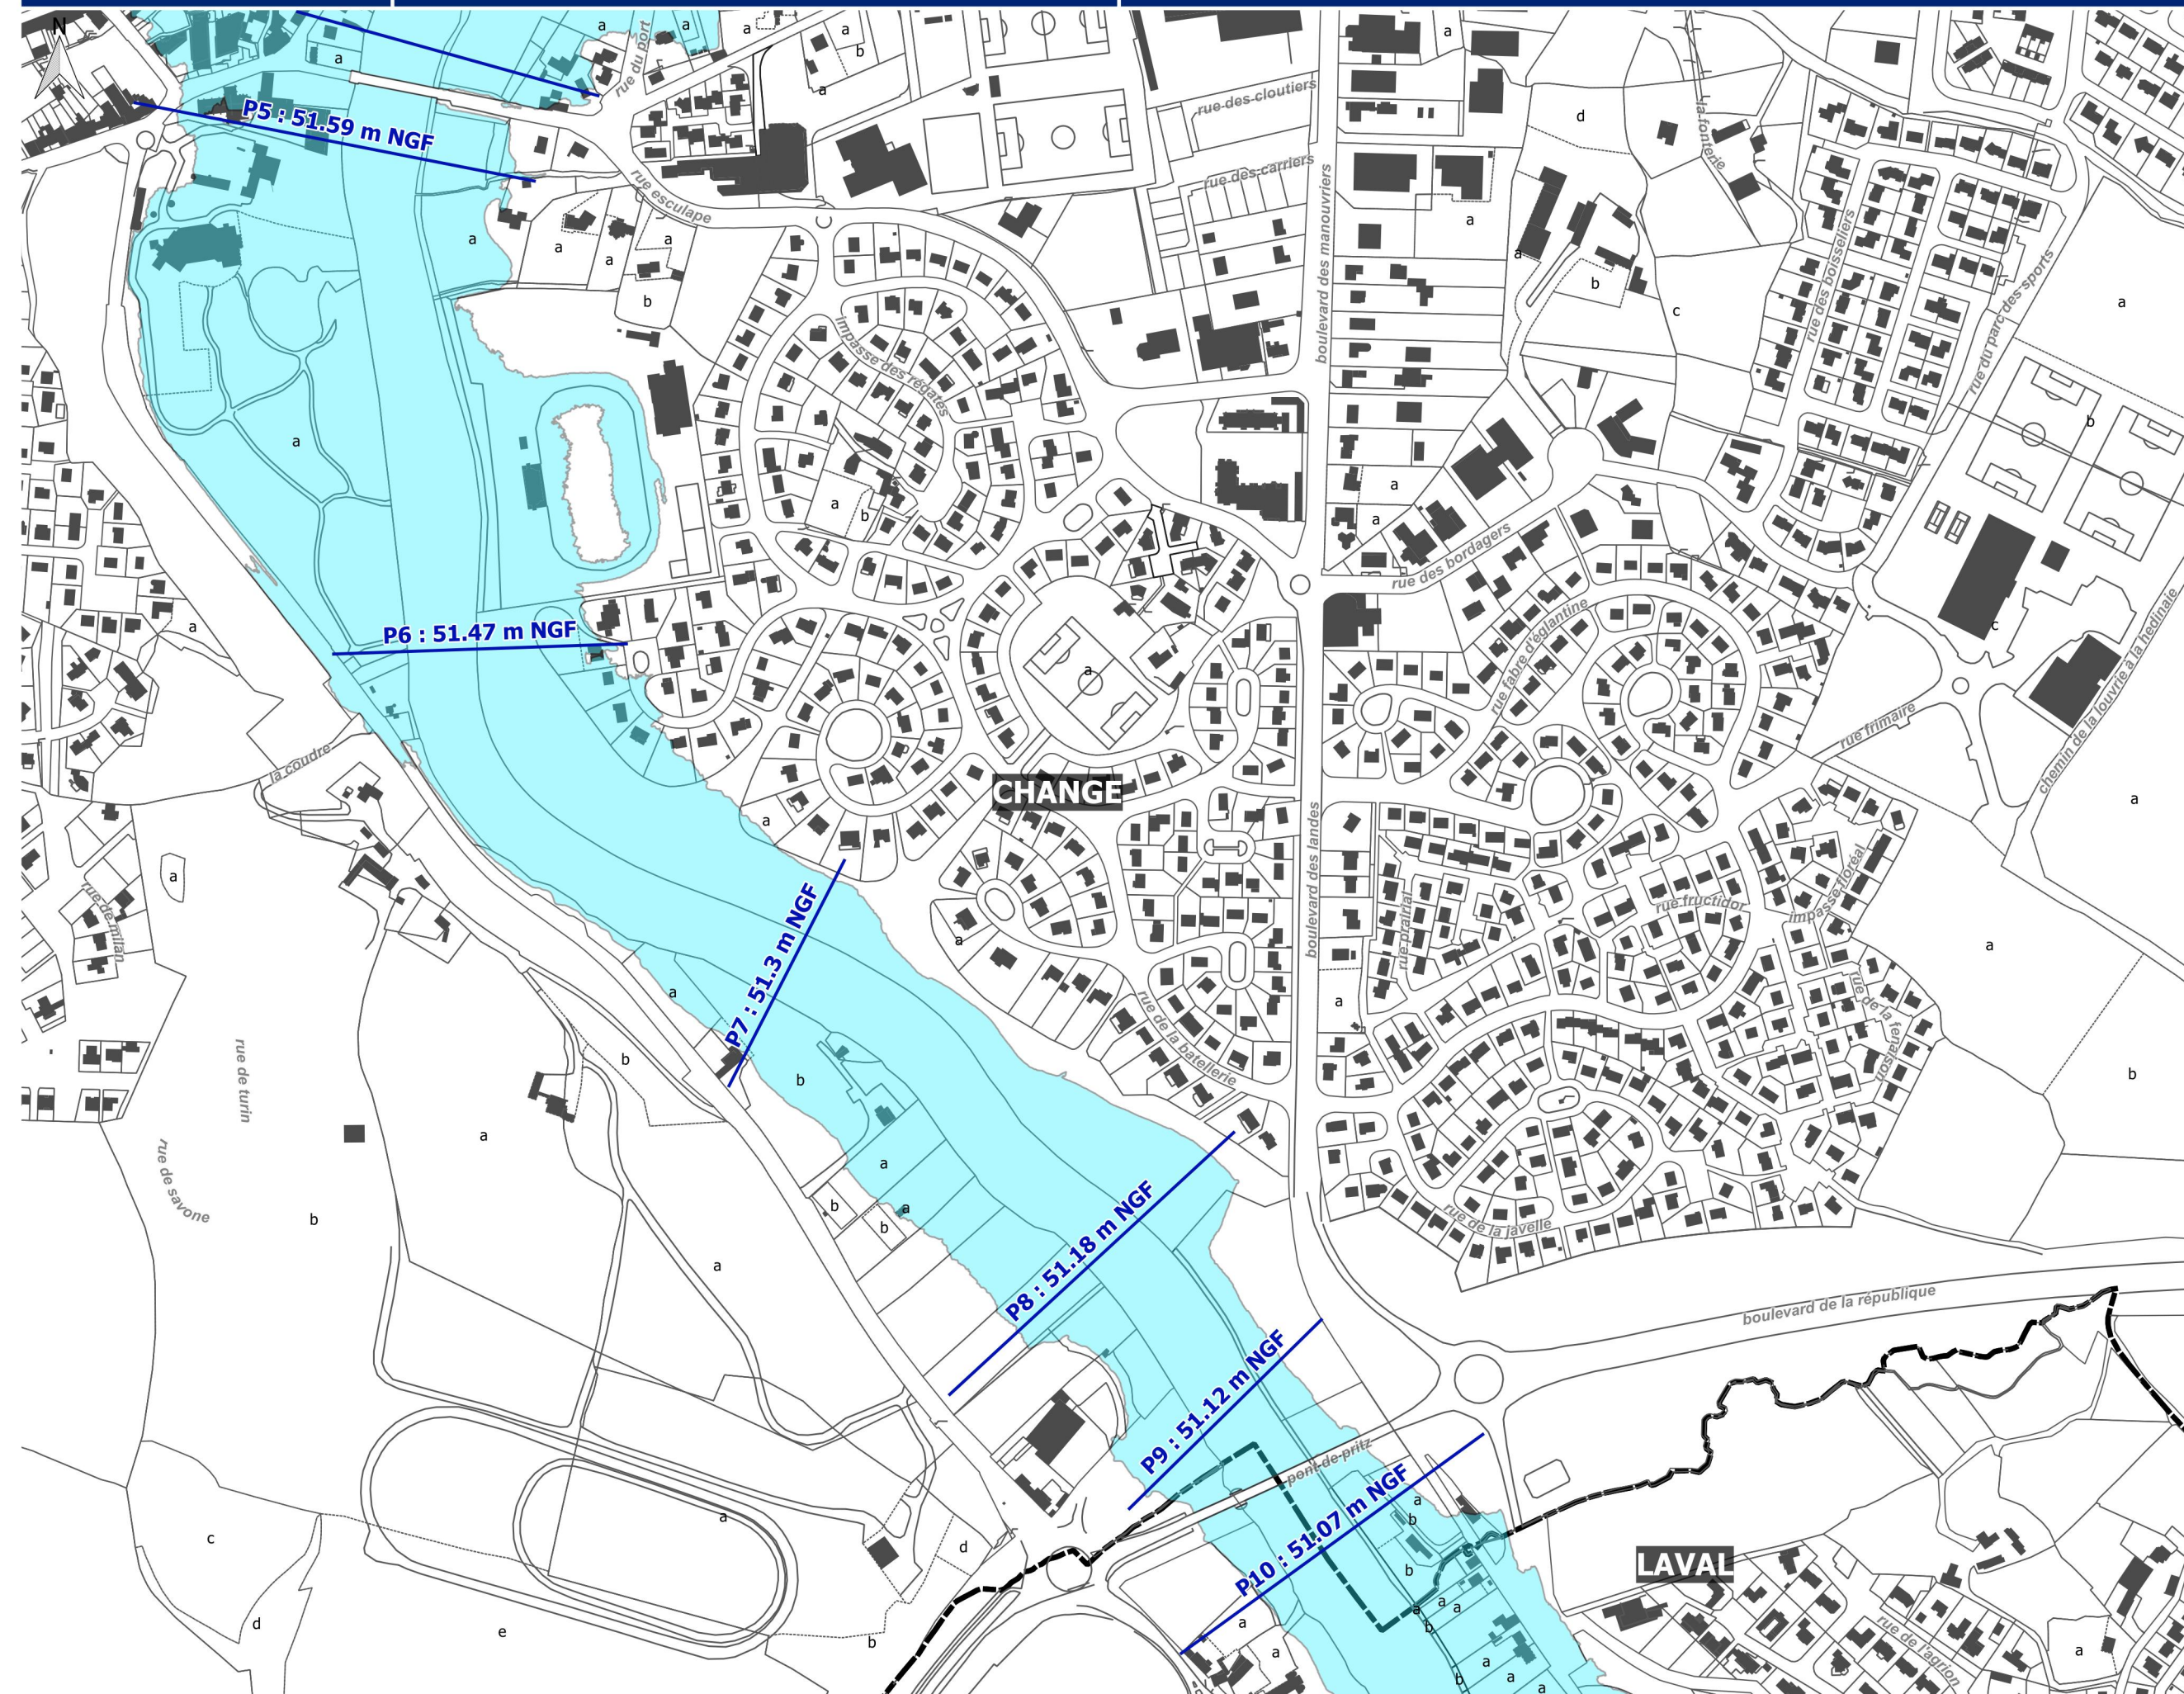 N
rue du port
rue des cloutiers
rue des carriers
boulevard des manouvriers
la fonterie
P5 : 51.59 m NGF
rue esculape
rue des boisseliers
rue du parc des sports
impasse des régates
rue des bordagers
rue fabre d'églantine
P6 : 51.47 m NGF
chemin de la louvrie à la hedinaie
rue frimaire
la coudre
CHANGE
boulevard des landes
rue de milan
rue prairial
rue fructidor
impasse floréal
P7 : 51.3 m NGF
rue de la batellerie
rue de la fenaison
rue de turin
rue de savone
P8 : 51.18 m NGF
rue de la javelle
boulevard de la république
P9 : 51.12 m NGF
pont de pritz
P10 : 51.07 m NGF
LAVAL
rue de l'agrion
a
b
c
d
e